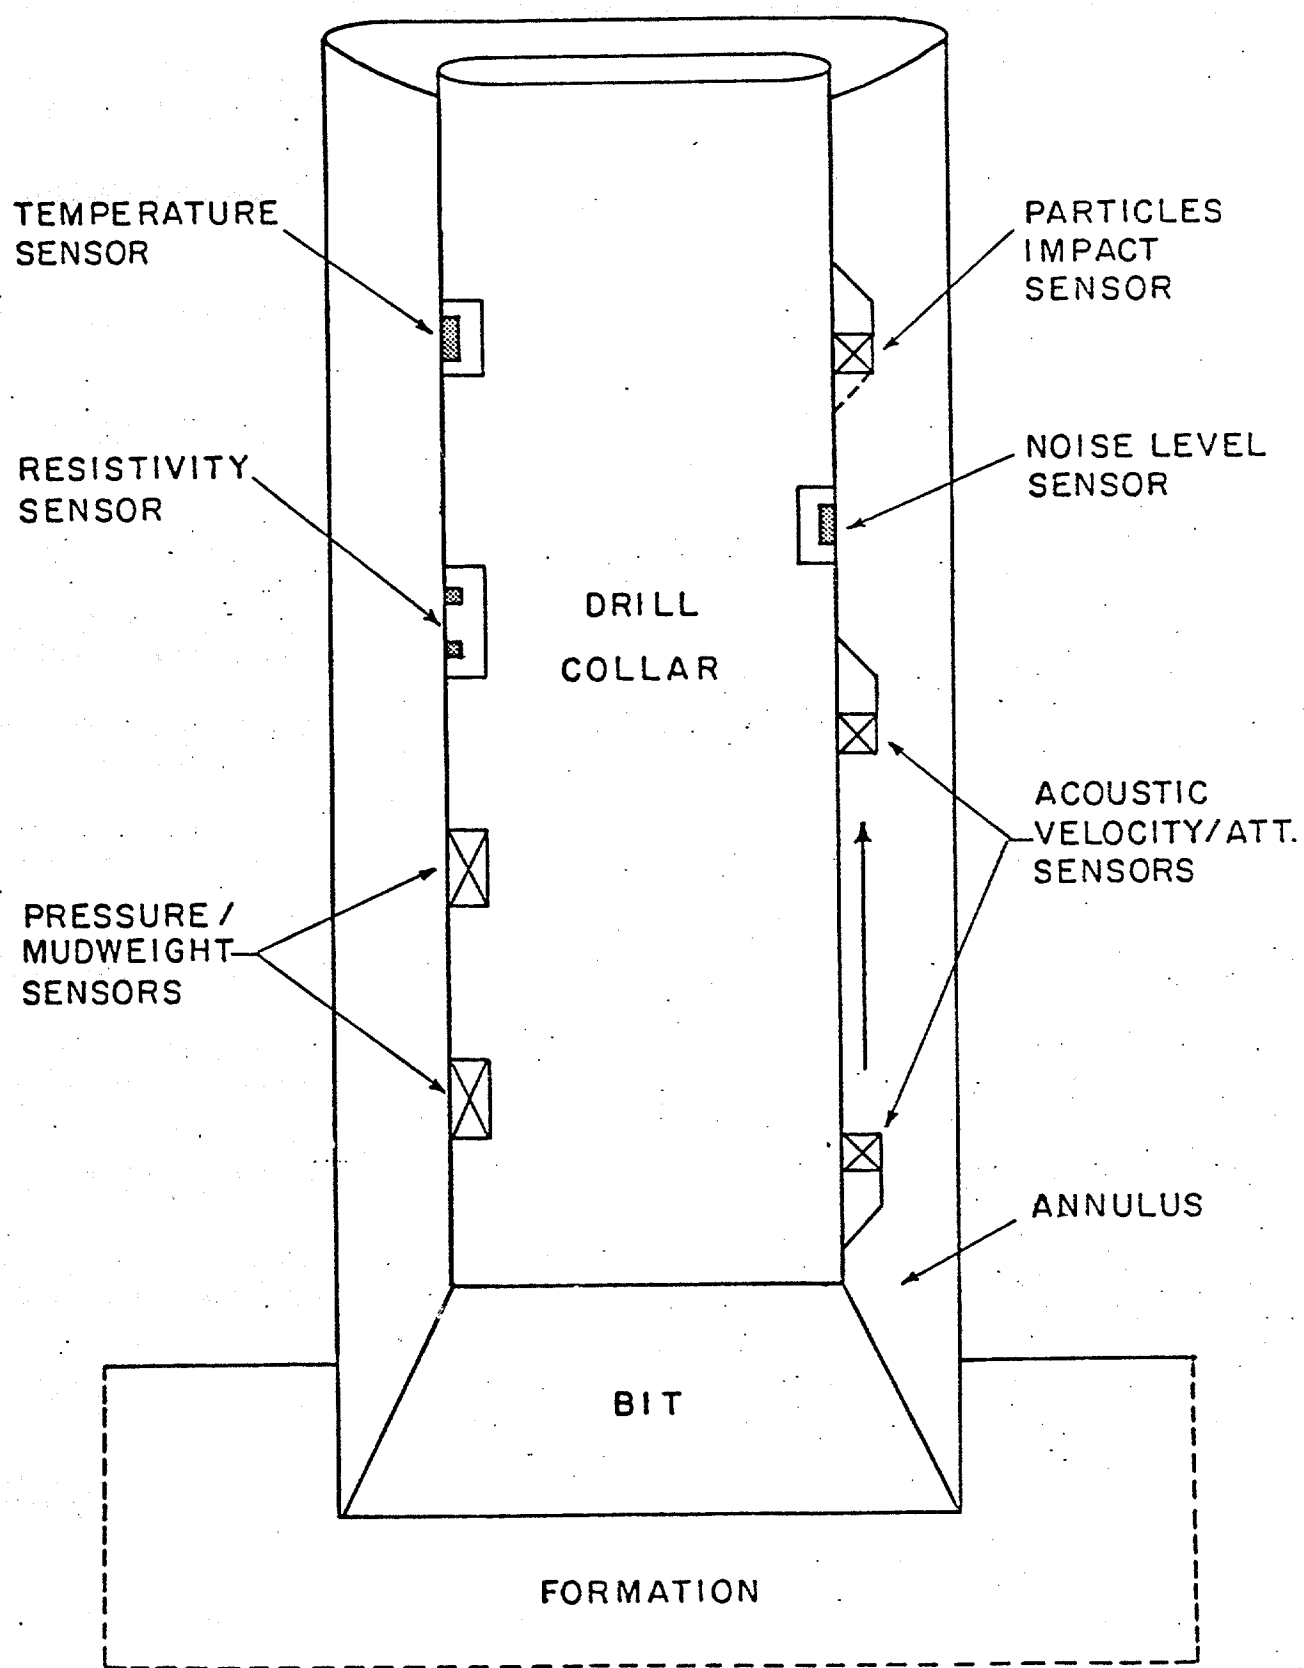 TEMPERATURE
SENSOR
PARTICLES
IMPACT
SENSOR
RESISTIVITY
SENSOR
NOISE LEVEL
SENSOR
DRILL
COLLAR
ACOUSTIC
VELOCITY/ATT.
SENSORS
PRESSURE/
MUDWEIGHT
SENSORS
ANNULUS
BIT
FORMATION